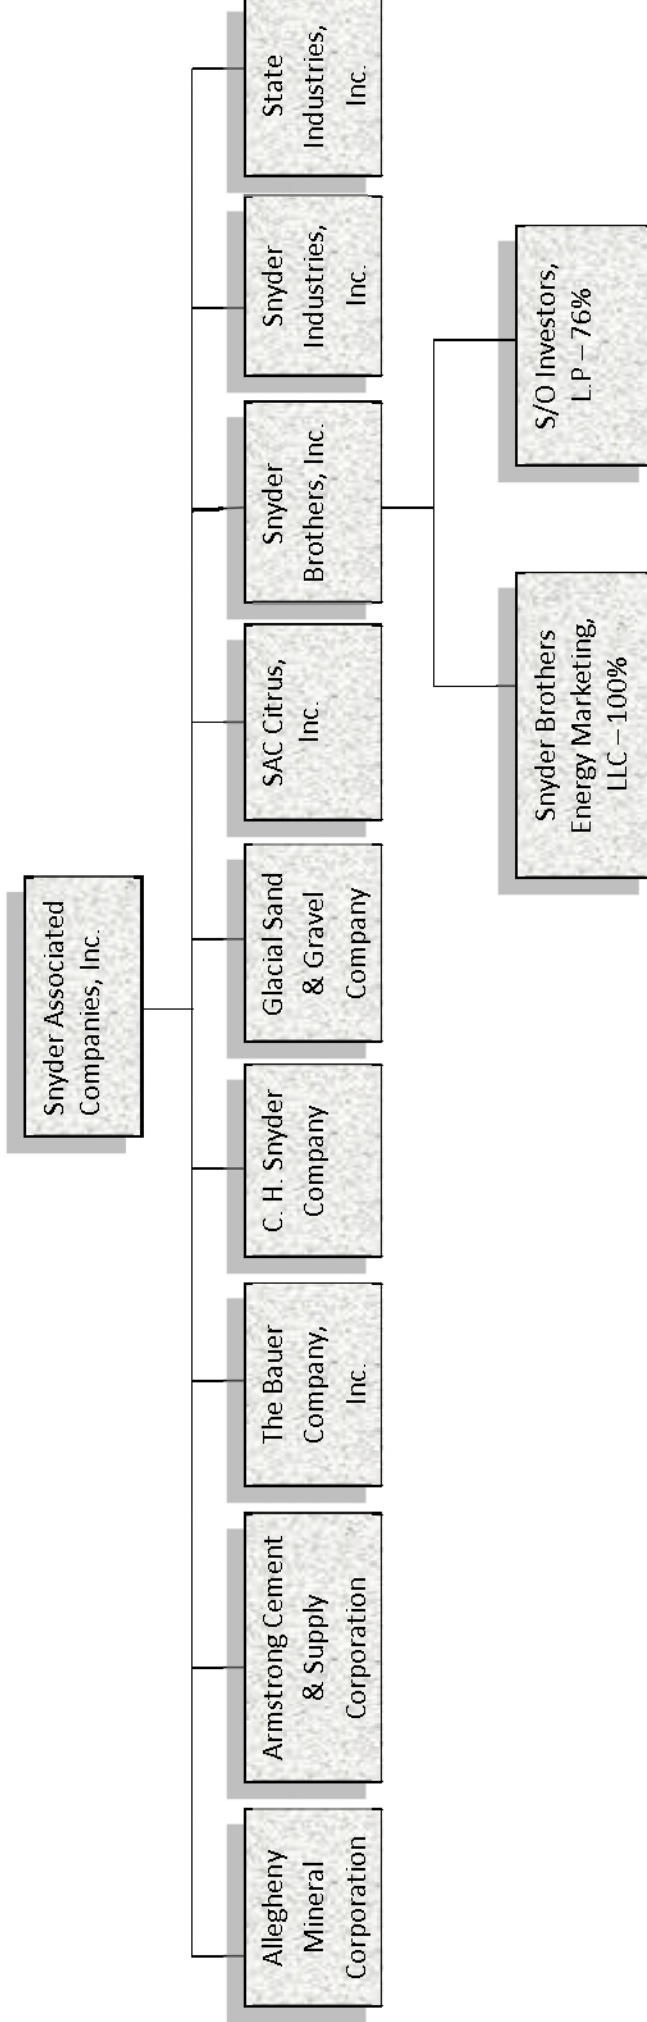 Snyder Associated
Companies, Inc.
Allegheny
Mineral
Corporation
Armstrong Cement
& Supply
Corporation
The Bauer
Company,
Inc.
C. H. Snyder
Company
Glacial Sand
& Gravel
Company
SAC Citrus,
Inc.
Snyder
Brothers, Inc.
Snyder
Industries,
Inc.
State
Industries,
Inc.
Snyder Brothers
Energy Marketing,
LLC – 100%
S/O Investors,
L.P – 76%